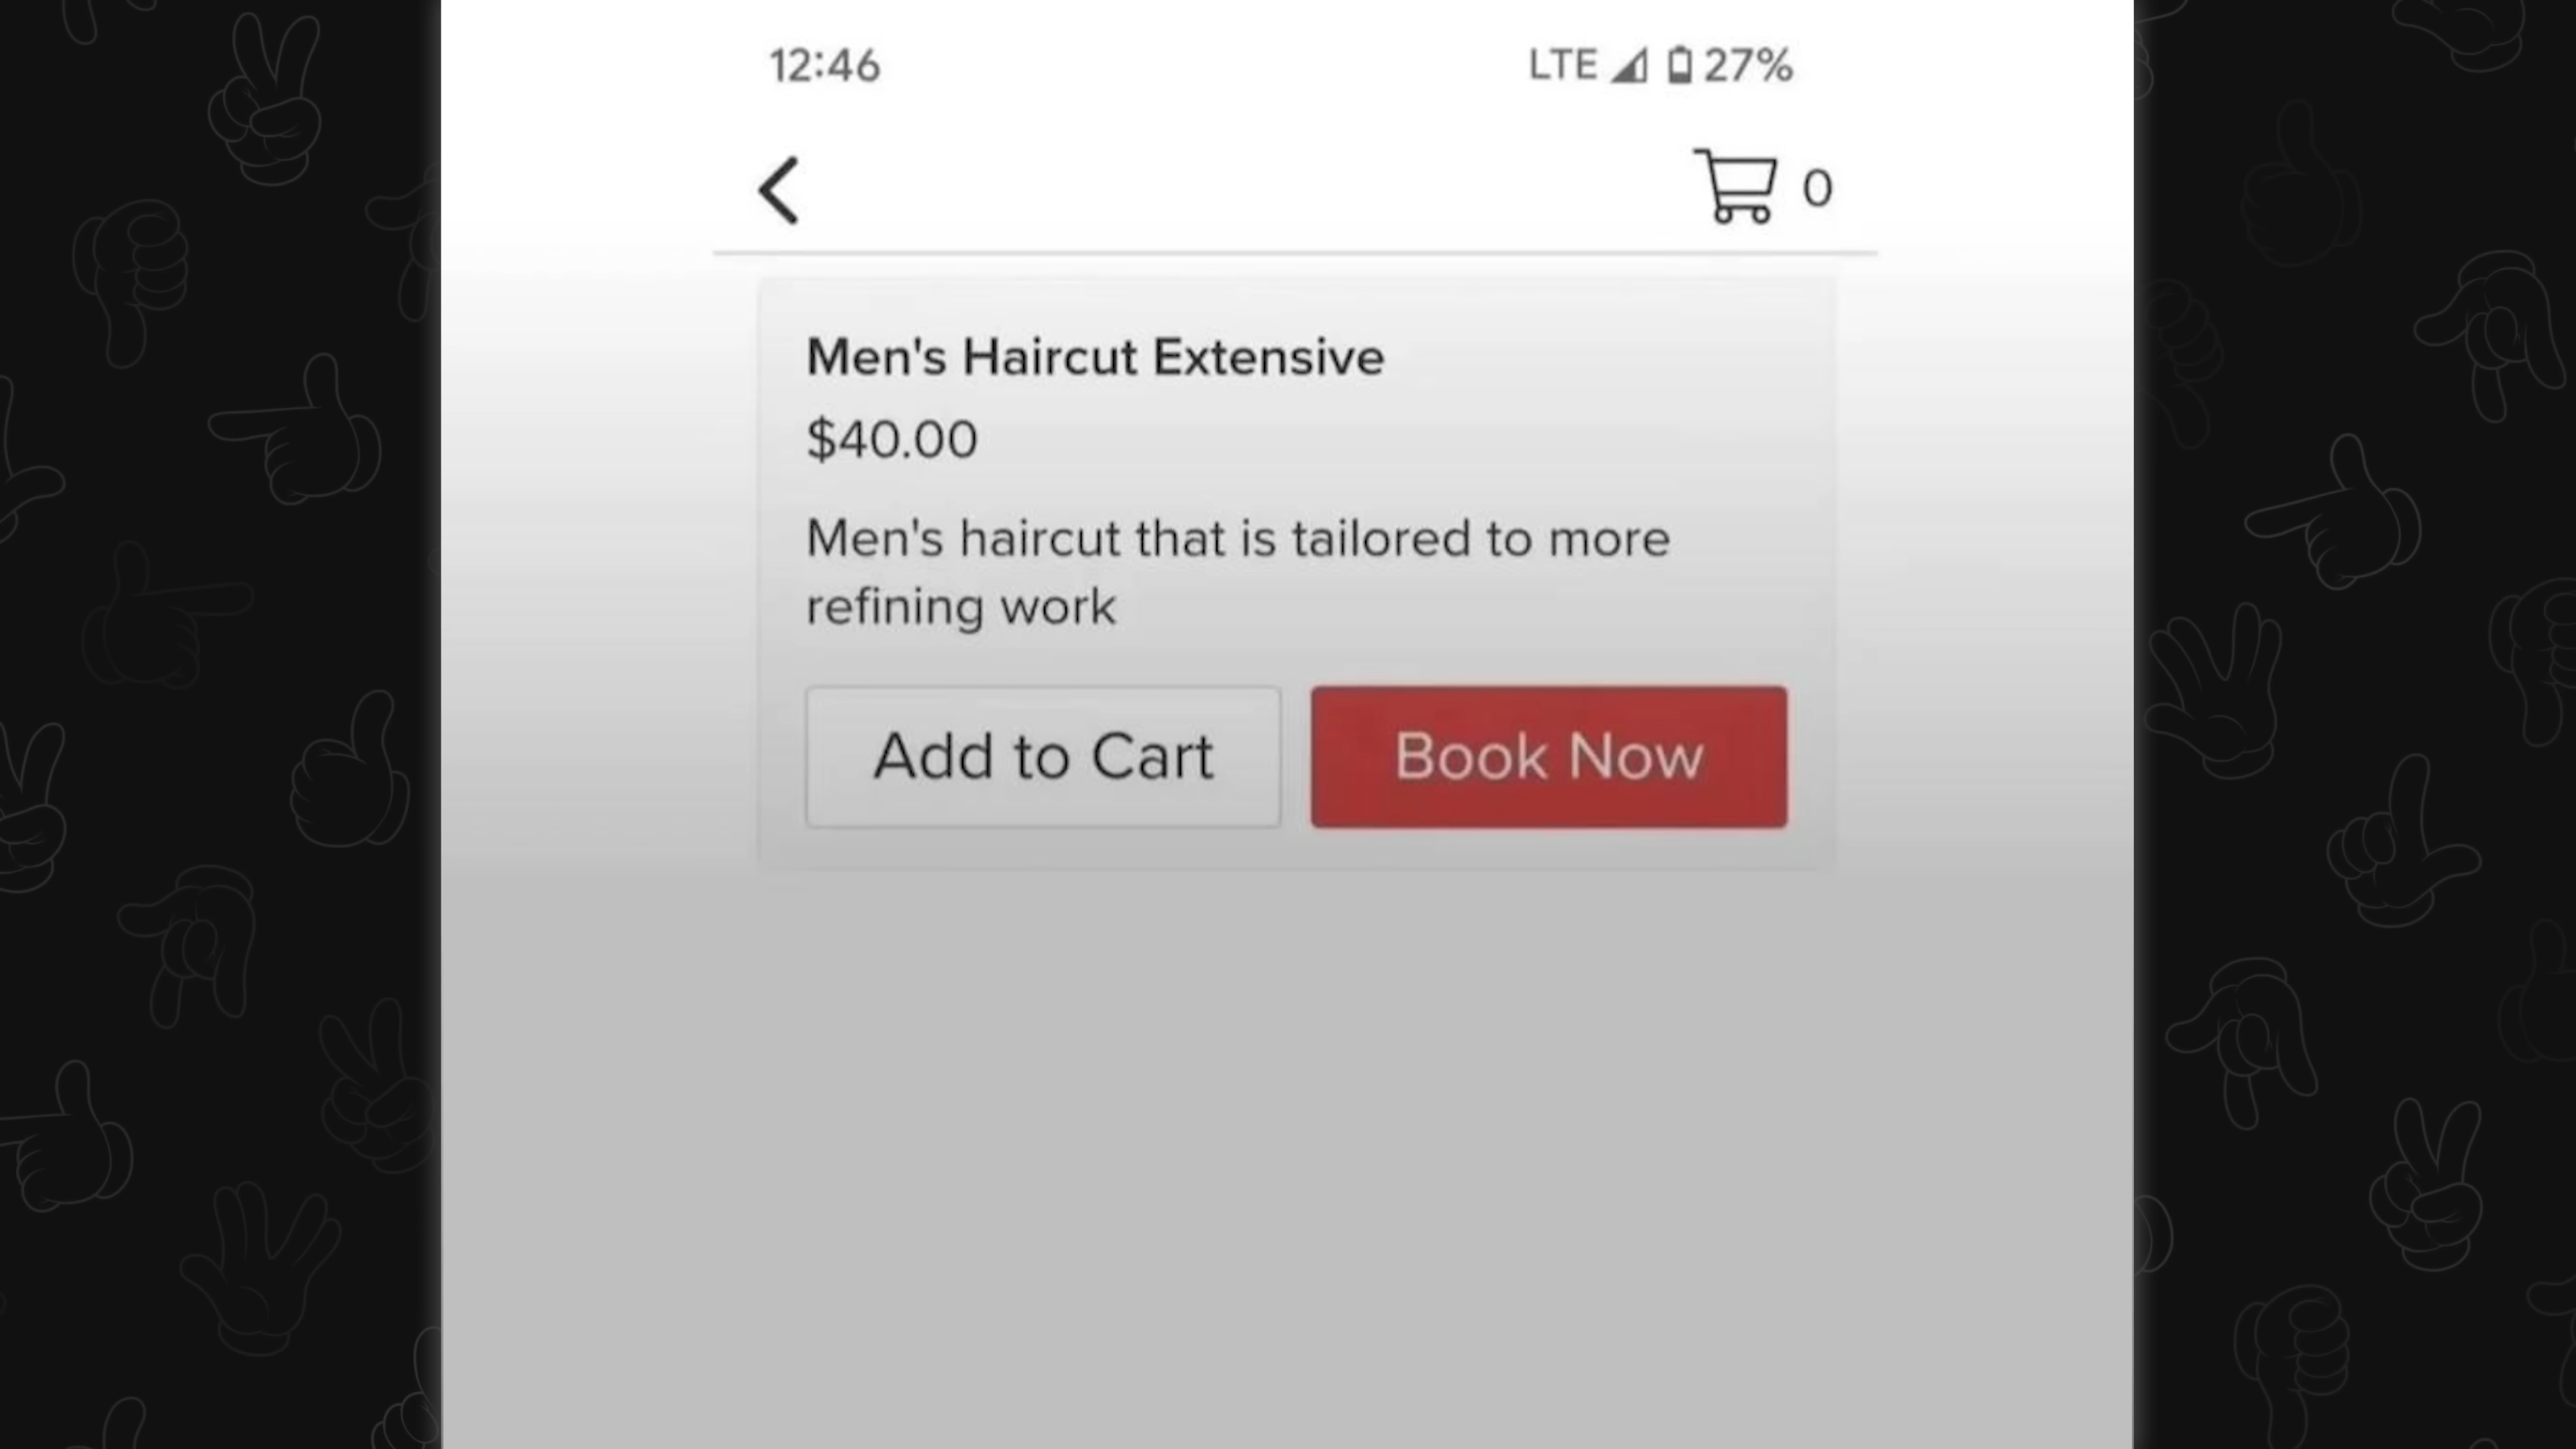 12:46 LTE 27%
0
Men's Haircut Extensive
$40.00
Men's haircut that is tailored to more
refining work
Add to Cart Book Now